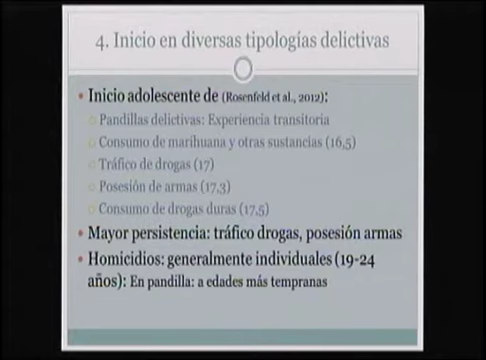 4. Inicio en diversas tipologías delictivas
• Inicio adolescente de (Rosenfeld et al., 2012):
○ Pandillas delictivas: Experiencia transitoria
○ Consumo de marihuana y otras sustancias (16,5)
○ Tráfico de drogas (17)
○ Posesión de armas (17,3)
○ Consumo de drogas duras (17,5)
• Mayor persistencia: tráfico drogas, posesión armas
• Homicidios: generalmente individuales (19-24
años): En pandilla: a edades más tempranas